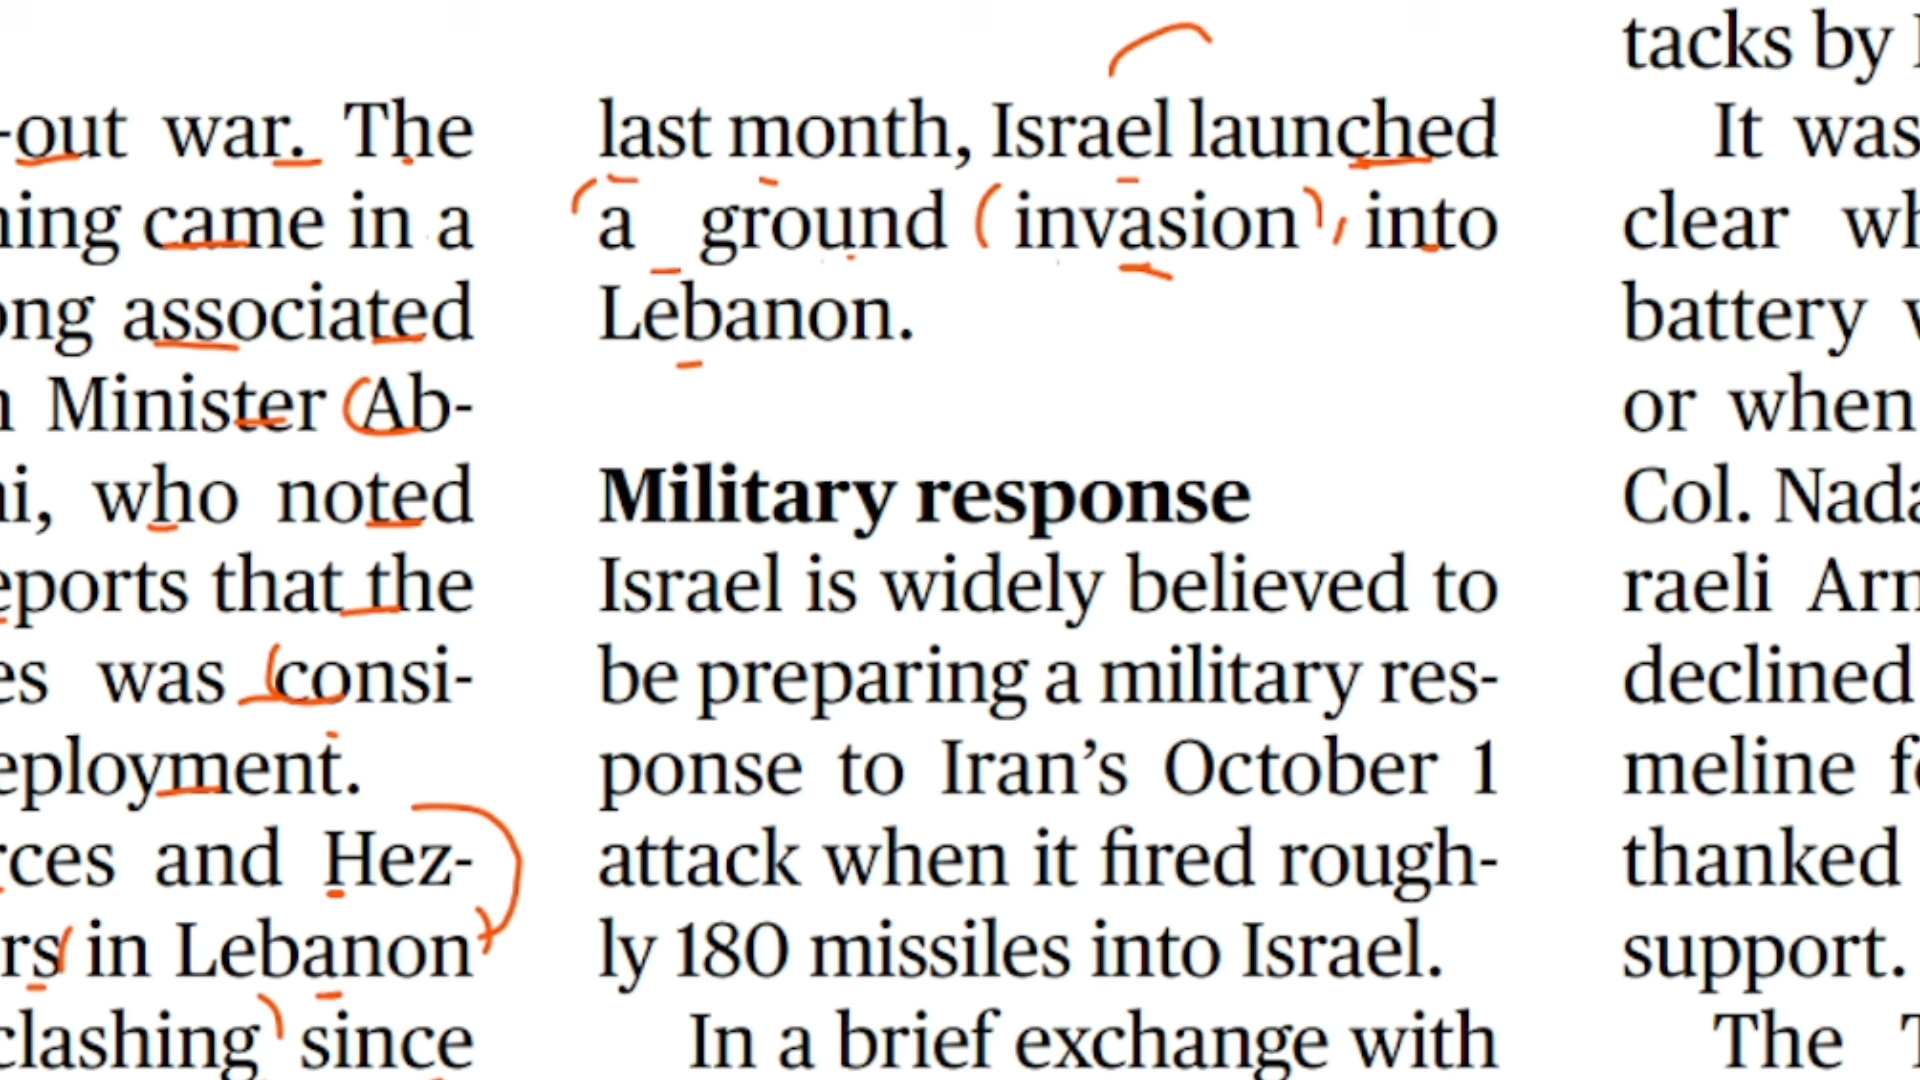 -out war. The
ning came in a
ong associated
Minister Ab-
ni, who noted
eports that the
es was consi-
eployment.
rces and Hez-
rs in Lebanon
clashing since
last month, Israel launched
a ground invasion into
Lebanon.
Military response
Israel is widely believed to
be preparing a military res-
ponse to Iran’s October 1
attack when it fired rough-
ly 180 missiles into Israel.
In a brief exchange with
tacks by
It was
clear wh
battery
or when
Col. Nada
raeli Arm
declined
meline fo
thanked
support.
The T